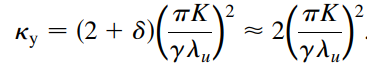 κ_y = (2 + δ)(πK/γλ_u)² ≈ 2(πK/γλ_u)².